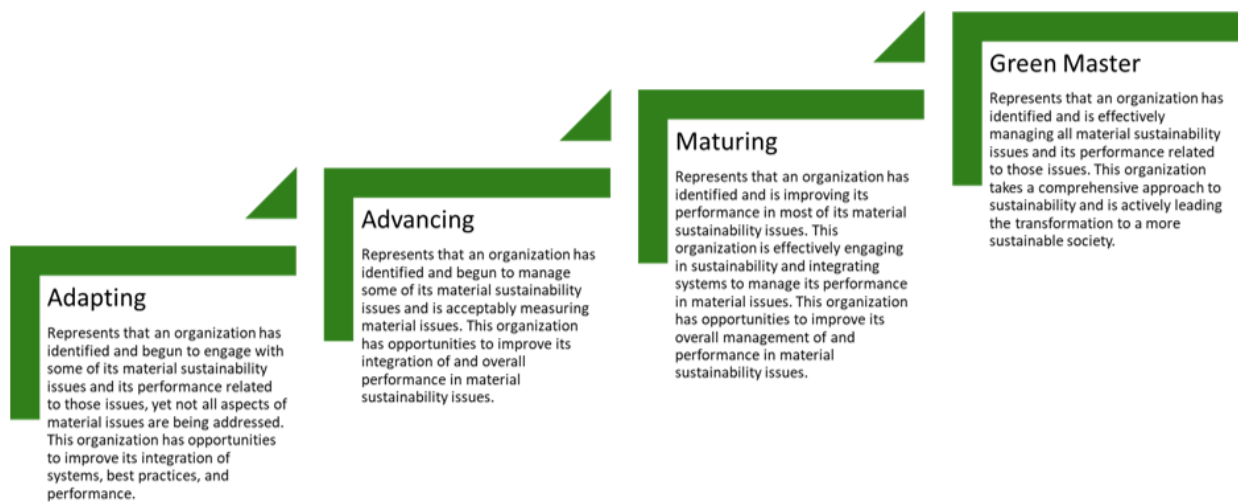 Adapting
Represents that an organization has
identified and begun to engage with
some of its material sustainability
issues and its performance related
to those issues, yet not all aspects of
material issues are being addressed.
This organization has opportunities
to improve its integration of
systems, best practices, and
performance.
Advancing
Represents that an organization has
identified and begun to manage
some of its material sustainability
issues and is acceptably measuring
material issues. This organization
has opportunities to improve its
integration of and overall
performance in material
sustainability issues.
Maturing
Represents that an organization has
identified and is improving its
performance in most of its material
sustainability issues. This
organization is effectively engaging
in sustainability and integrating
systems to manage its performance
in material issues. This organization
has opportunities to improve its
overall management of and
performance in material
sustainability issues.
Green Master
Represents that an organization has
identified and is effectively
managing all material sustainability
issues and its performance related
to those issues. This organization
takes a comprehensive approach to
sustainability and is actively leading
the transformation to a more
sustainable society.